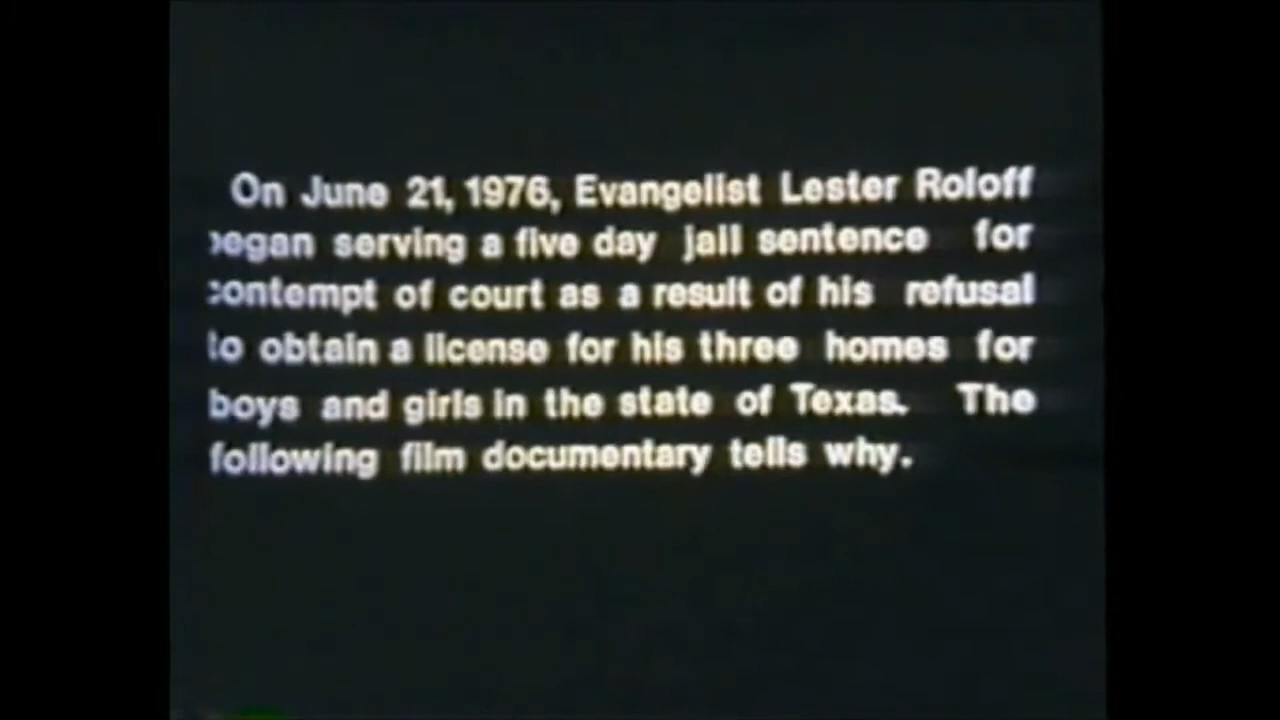 On June 21, 1976, Evangelist Lester Roloff
began serving a five day jail sentence for
contempt of court as a result of his refusal
to obtain a license for his three homes for
boys and girls in the state of Texas. The
following film documentary tells why.